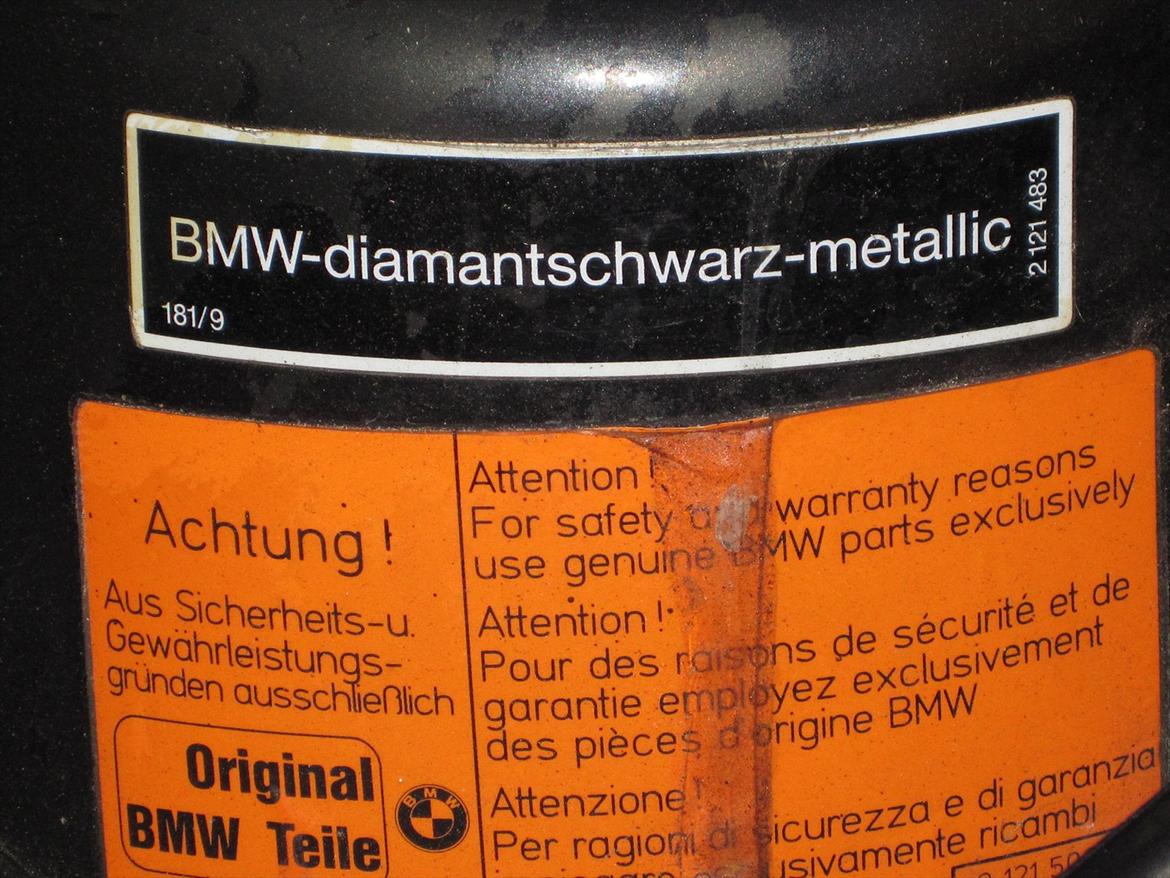 BMW-diamantschwarz-metallic
2 121 483
181/9
Achtung !
Aus Sicherheits-u.
Gewährleistungs-
gründen ausschließlich
Original
BMW Teile
BMW
Attention !
For safety warranty reasons
use genuine BMW parts exclusively
Attention !
Pour des raisons de sécurité et de
garantie employez exclusivement
des pièces d'origine BMW
Attenzione !
Per ragioni di sicurezza e di garanzia
ricambi